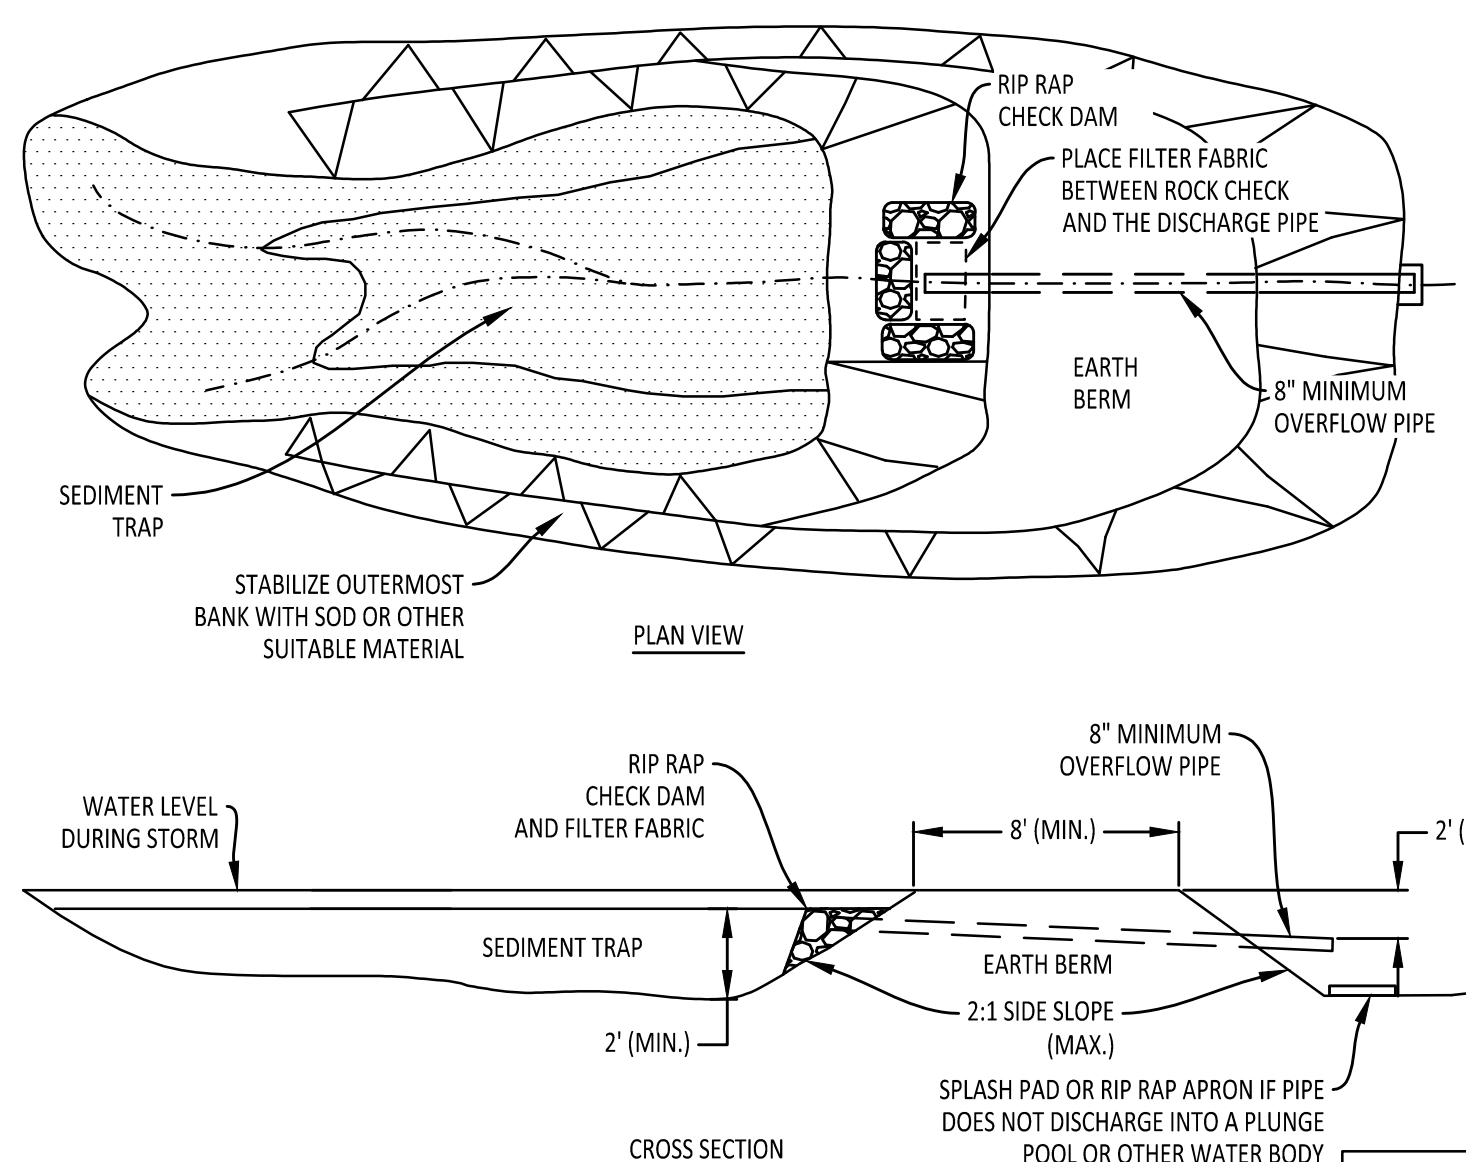 RIP RAP
CHECK DAM
PLACE FILTER FABRIC
BETWEEN ROCK CHECK
AND THE DISCHARGE PIPE
EARTH
BERM
8" MINIMUM
OVERFLOW PIPE
SEDIMENT
TRAP
STABILIZE OUTERMOST
BANK WITH SOD OR OTHER
SUITABLE MATERIAL
PLAN VIEW
8" MINIMUM
OVERFLOW PIPE
RIP RAP
CHECK DAM
AND FILTER FABRIC
WATER LEVEL
DURING STORM
8' (MIN.)
2' (
SEDIMENT TRAP
EARTH BERM
2:1 SIDE SLOPE
(MAX.)
2' (MIN.)
SPLASH PAD OR RIP RAP APRON IF PIPE
DOES NOT DISCHARGE INTO A PLUNGE
POOL OR OTHER WATER BODY
CROSS SECTION